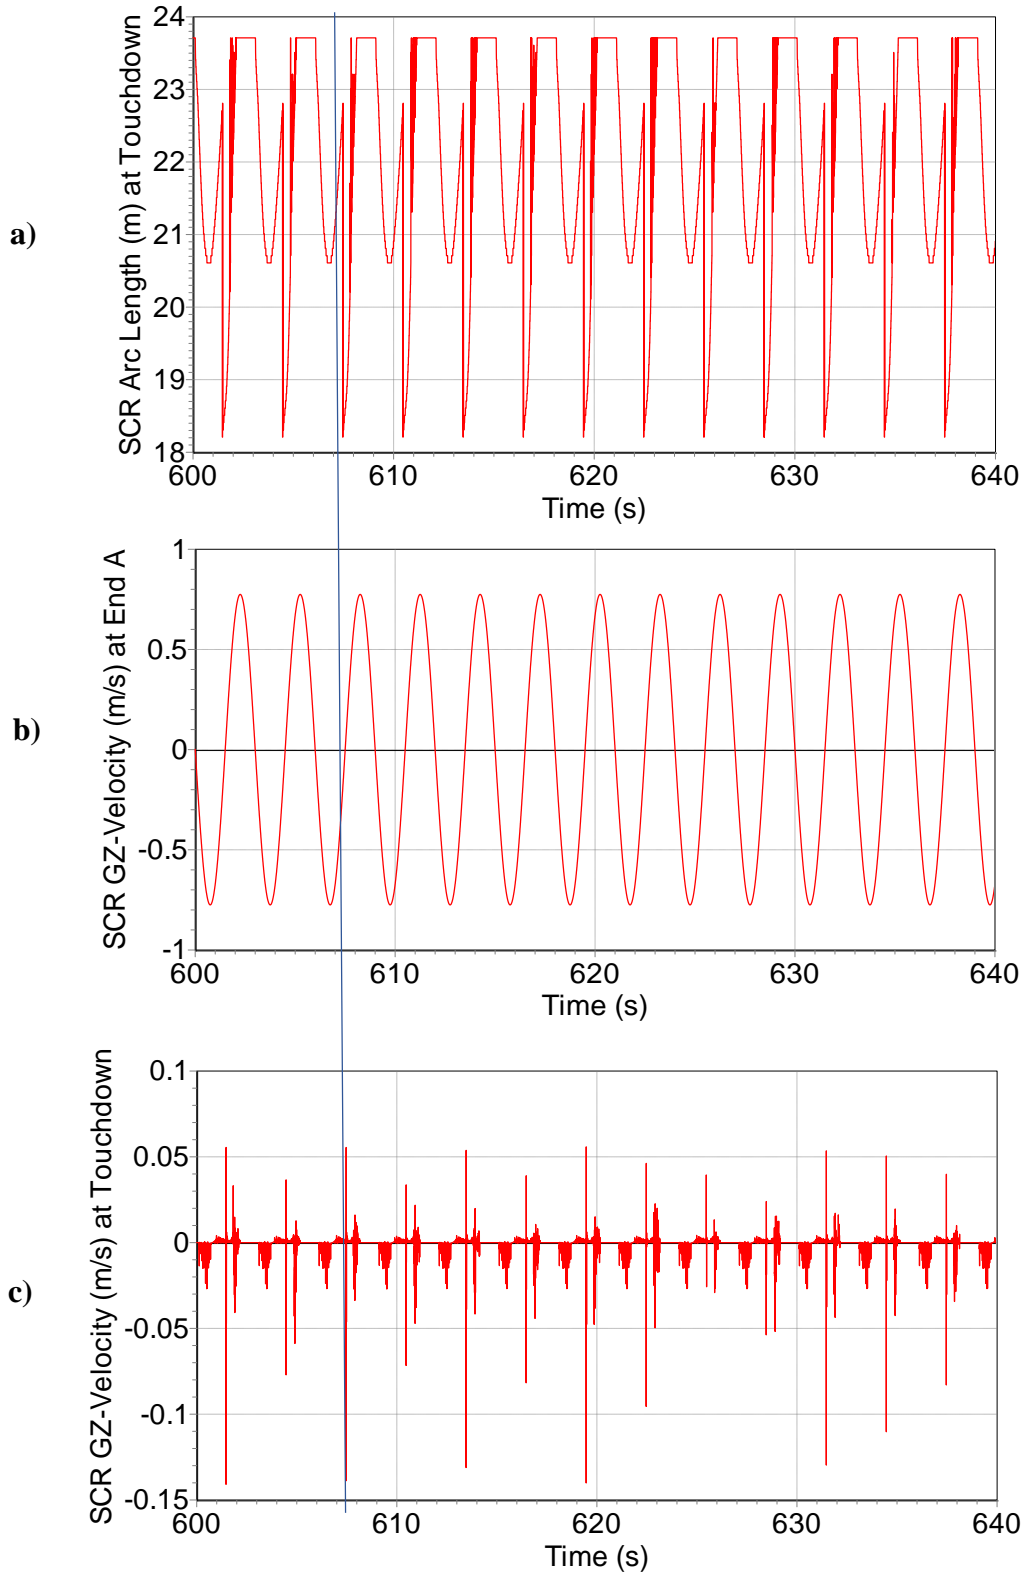 a)
SCR Arc Length (m) at Touchdown
24
23
22
21
20
19
18
600 610 620 630 640
Time (s)
b)
SCR GZ-Velocity (m/s) at End A
1
0.5
0
-0.5
-1
600 610 620 630 640
Time (s)
c)
SCR GZ-Velocity (m/s) at Touchdown
0.1
0.05
0
-0.05
-0.1
-0.15
600 610 620 630 640
Time (s)